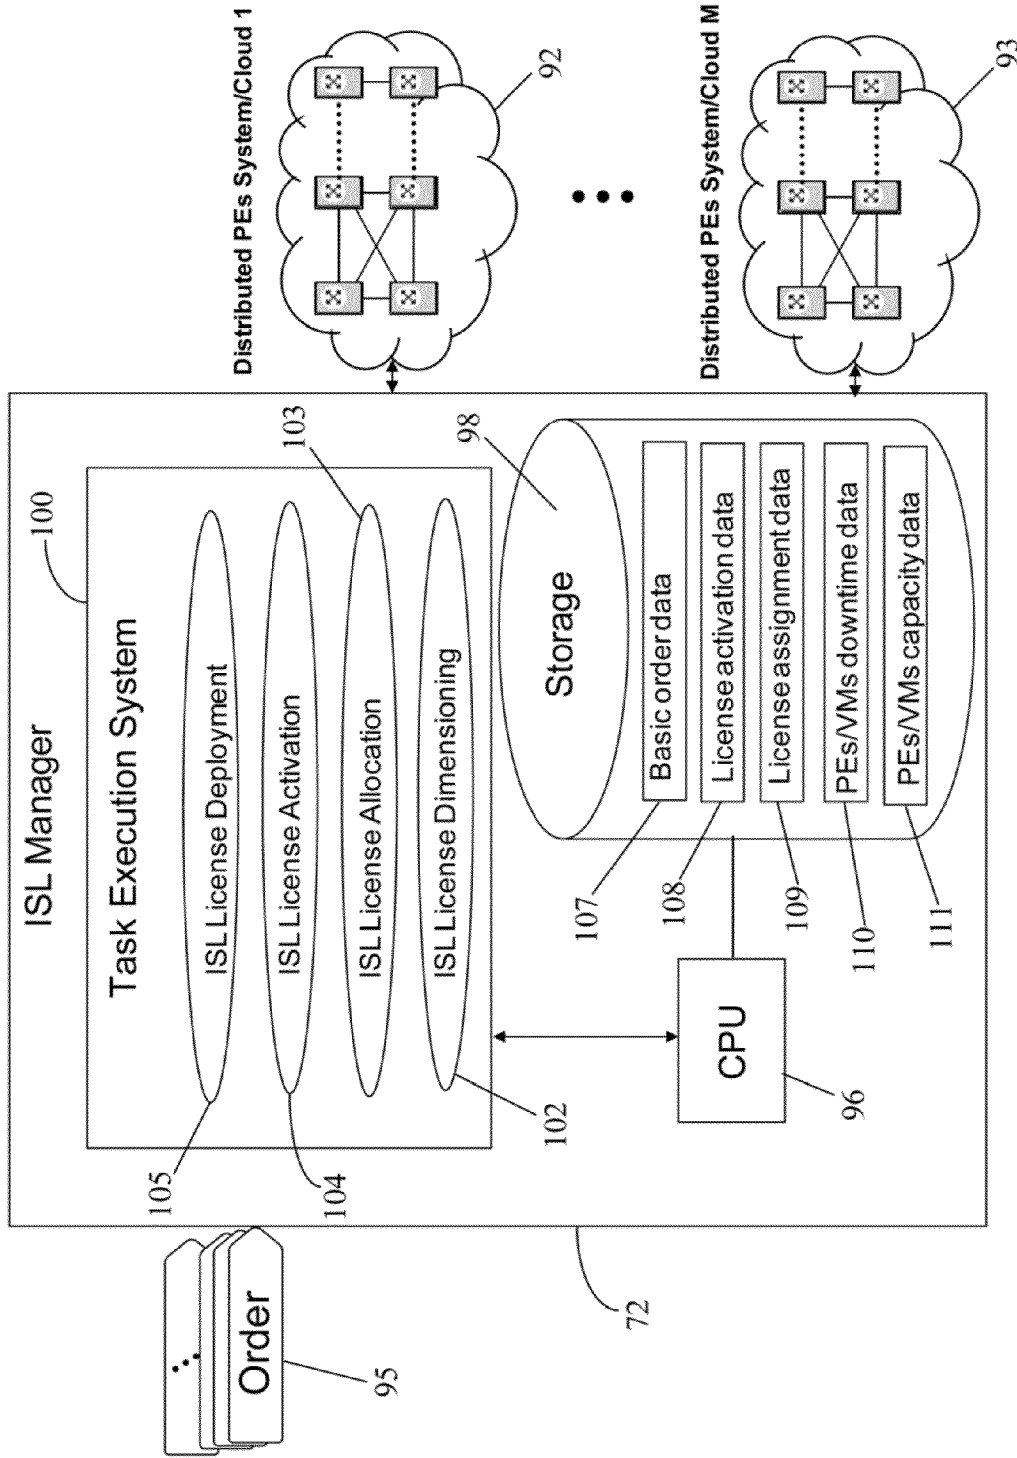 ISL Manager
100
Task Execution System
ISL License Deployment
ISL License Activation
ISL License Allocation
ISL License Dimensioning
105
104
103
102
Order
95
72
CPU
96
Storage
98
Basic order data
License activation data
License assignment data
PEs/VMs downtime data
PEs/VMs capacity data
107
108
109
110
111
Distributed PEs System/Cloud 1
92
Distributed PEs System/Cloud M
93